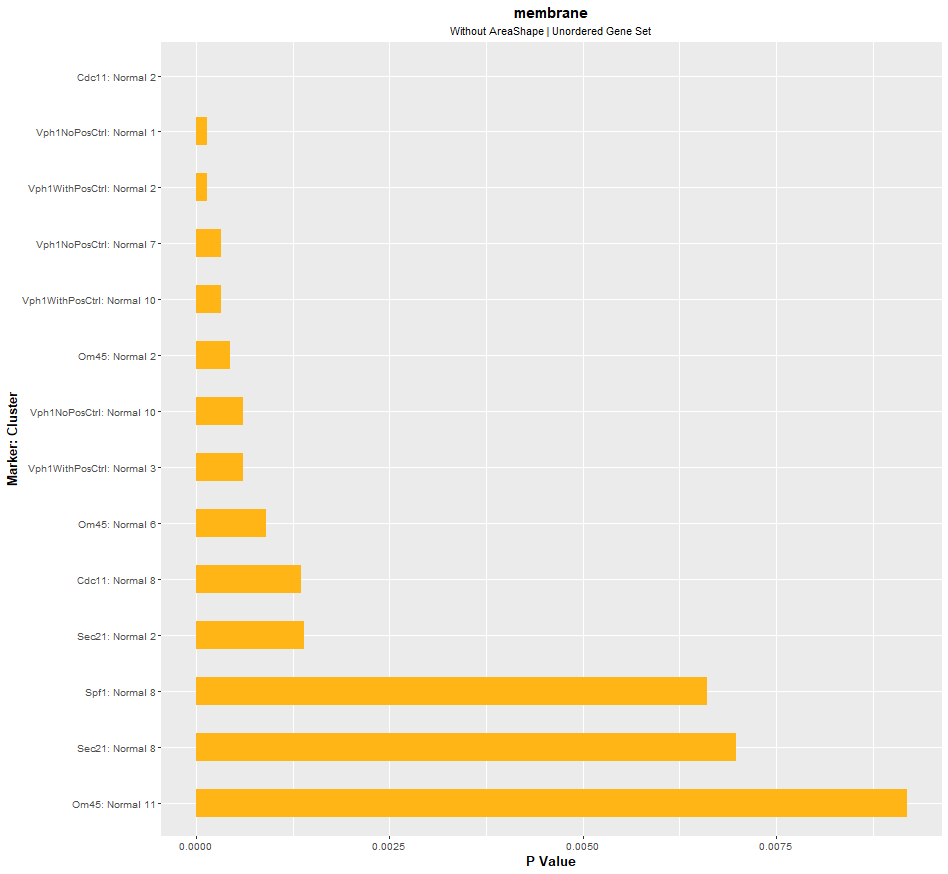 membrane
Without AreaShape | Unordered Gene Set
Marker: Cluster
Cdc11: Normal 2
Vph1NoPosCtrl: Normal 1
Vph1WithPosCtrl: Normal 2
Vph1NoPosCtrl: Normal 7
Vph1WithPosCtrl: Normal 10
Om45: Normal 2
Vph1NoPosCtrl: Normal 10
Vph1WithPosCtrl: Normal 3
Om45: Normal 6
Cdc11: Normal 8
Sec21: Normal 2
Spf1: Normal 8
Sec21: Normal 8
Om45: Normal 11
0.0000 0.0025 0.0050 0.0075
P Value